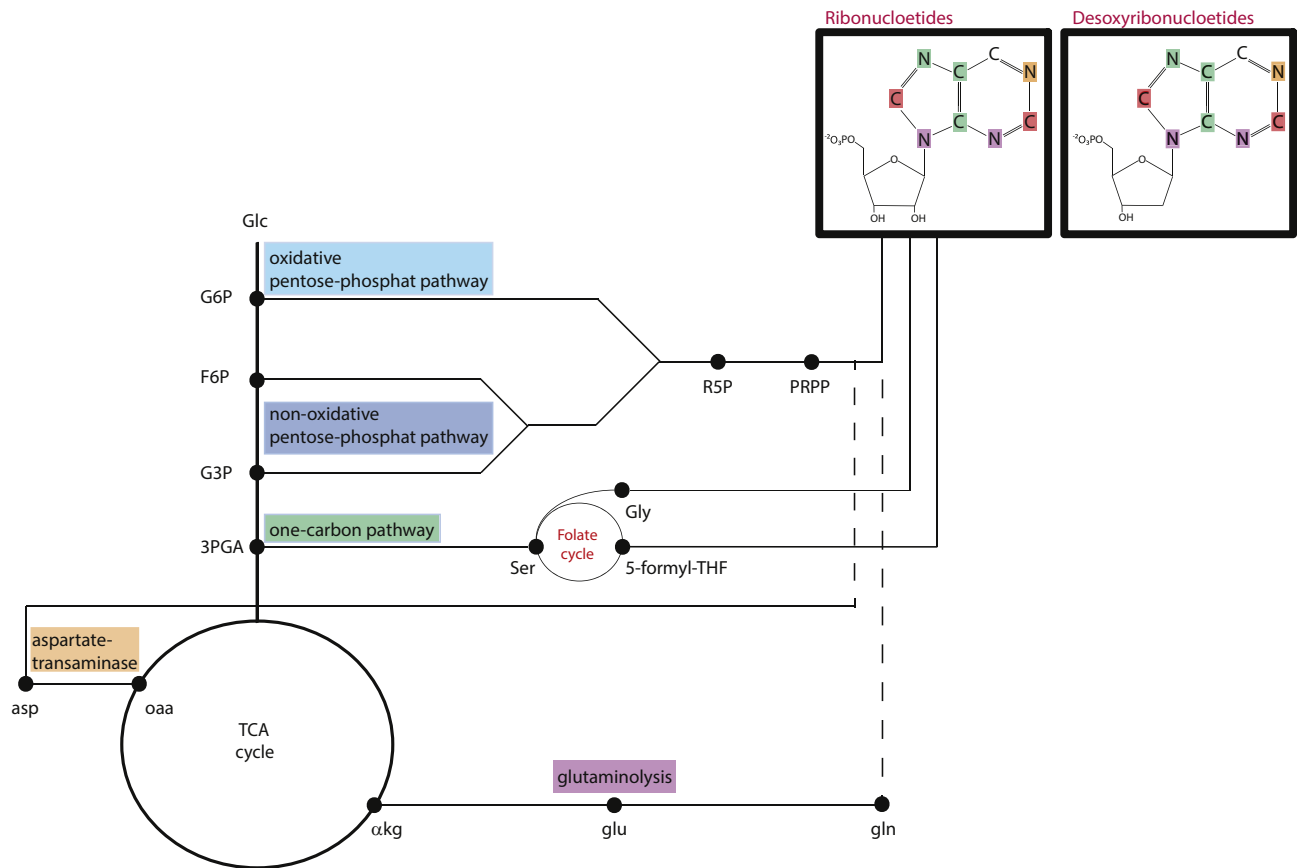 Ribonucloetides
Desoxyribonucloetides
C
N
C
N
C
C
N
N
C
-2O3PO
O
OH
OH
C
N
C
N
C
C
N
N
C
-2O3PO
O
OH
Glc
oxidative
pentose-phosphat pathway
G6P
F6P
R5P
PRPP
non-oxidative
pentose-phosphat pathway
G3P
Gly
one-carbon pathway
Folate
cycle
3PGA
Ser
5-formyl-THF
aspartate-
transaminase
asp
oaa
TCA
cycle
glutaminolysis
αkg
glu
gln